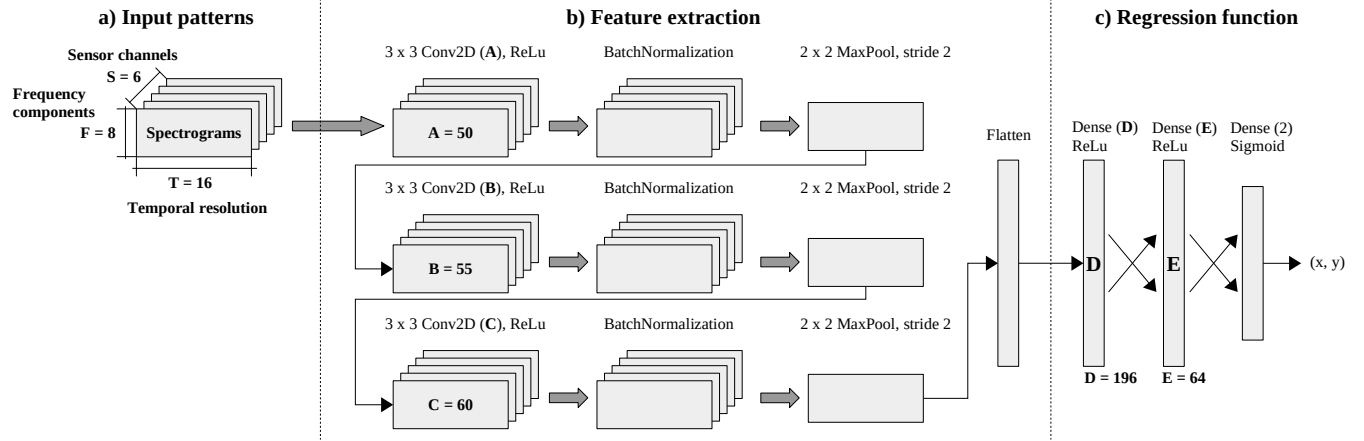 a) Input patterns
Sensor channels
S = 6
Frequency
components
F = 8
Spectrograms
T = 16
Temporal resolution
b) Feature extraction
3 x 3 Conv2D (A), ReLu
BatchNormalization
2 x 2 MaxPool, stride 2
A = 50
3 x 3 Conv2D (B), ReLu
BatchNormalization
2 x 2 MaxPool, stride 2
B = 55
3 x 3 Conv2D (C), ReLu
BatchNormalization
2 x 2 MaxPool, stride 2
C = 60
Flatten
c) Regression function
Dense (D)
ReLu
Dense (E)
ReLu
Dense (2)
Sigmoid
D
E
(x, y)
D = 196
E = 64